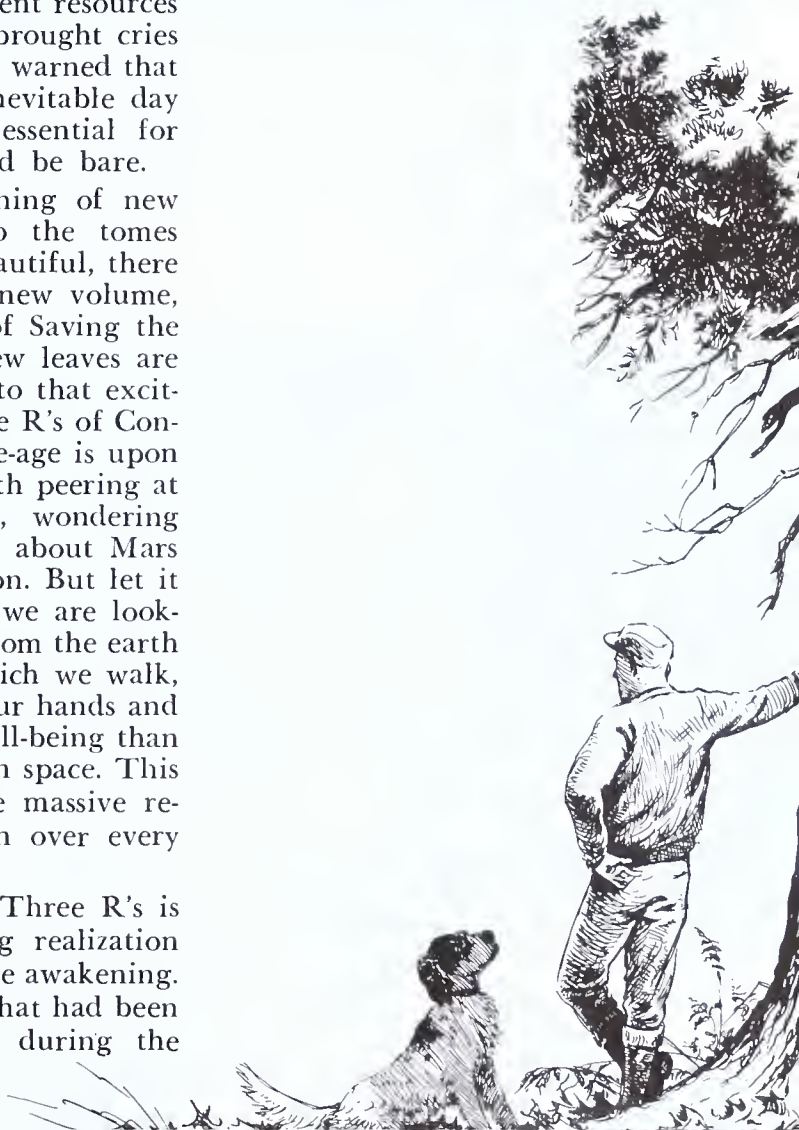 ent resources
brought cries
warned that
nevitable day
essential for
d be bare.
ning of new
o the tomes
autiful, there
new volume,
of Saving the
ew leaves are
to that excit-
e R's of Con-
e-age is upon
th peering at
, wondering
about Mars
on. But let it
we are look-
om the earth
ich we walk,
ur hands and
ll-being than
n space. This
e massive re-
n over every
Three R's is
g realization
e awakening.
hat had been
during the